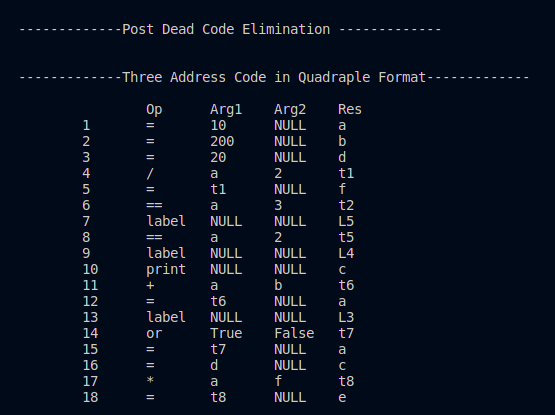 -------------Post Dead Code Elimination -------------
-------------Three Address Code in Quadraple Format-------------
Op Arg1 Arg2 Res
1 = 10 NULL a
2 = 200 NULL b
3 = 20 NULL d
4 / a 2 t1
5 = t1 NULL f
6 == a 3 t2
7 label NULL NULL L5
8 == a 2 t5
9 label NULL NULL L4
10 print NULL NULL c
11 + a b t6
12 = t6 NULL a
13 label NULL NULL L3
14 or True False t7
15 = t7 NULL a
16 = d NULL c
17 * a f t8
18 = t8 NULL e